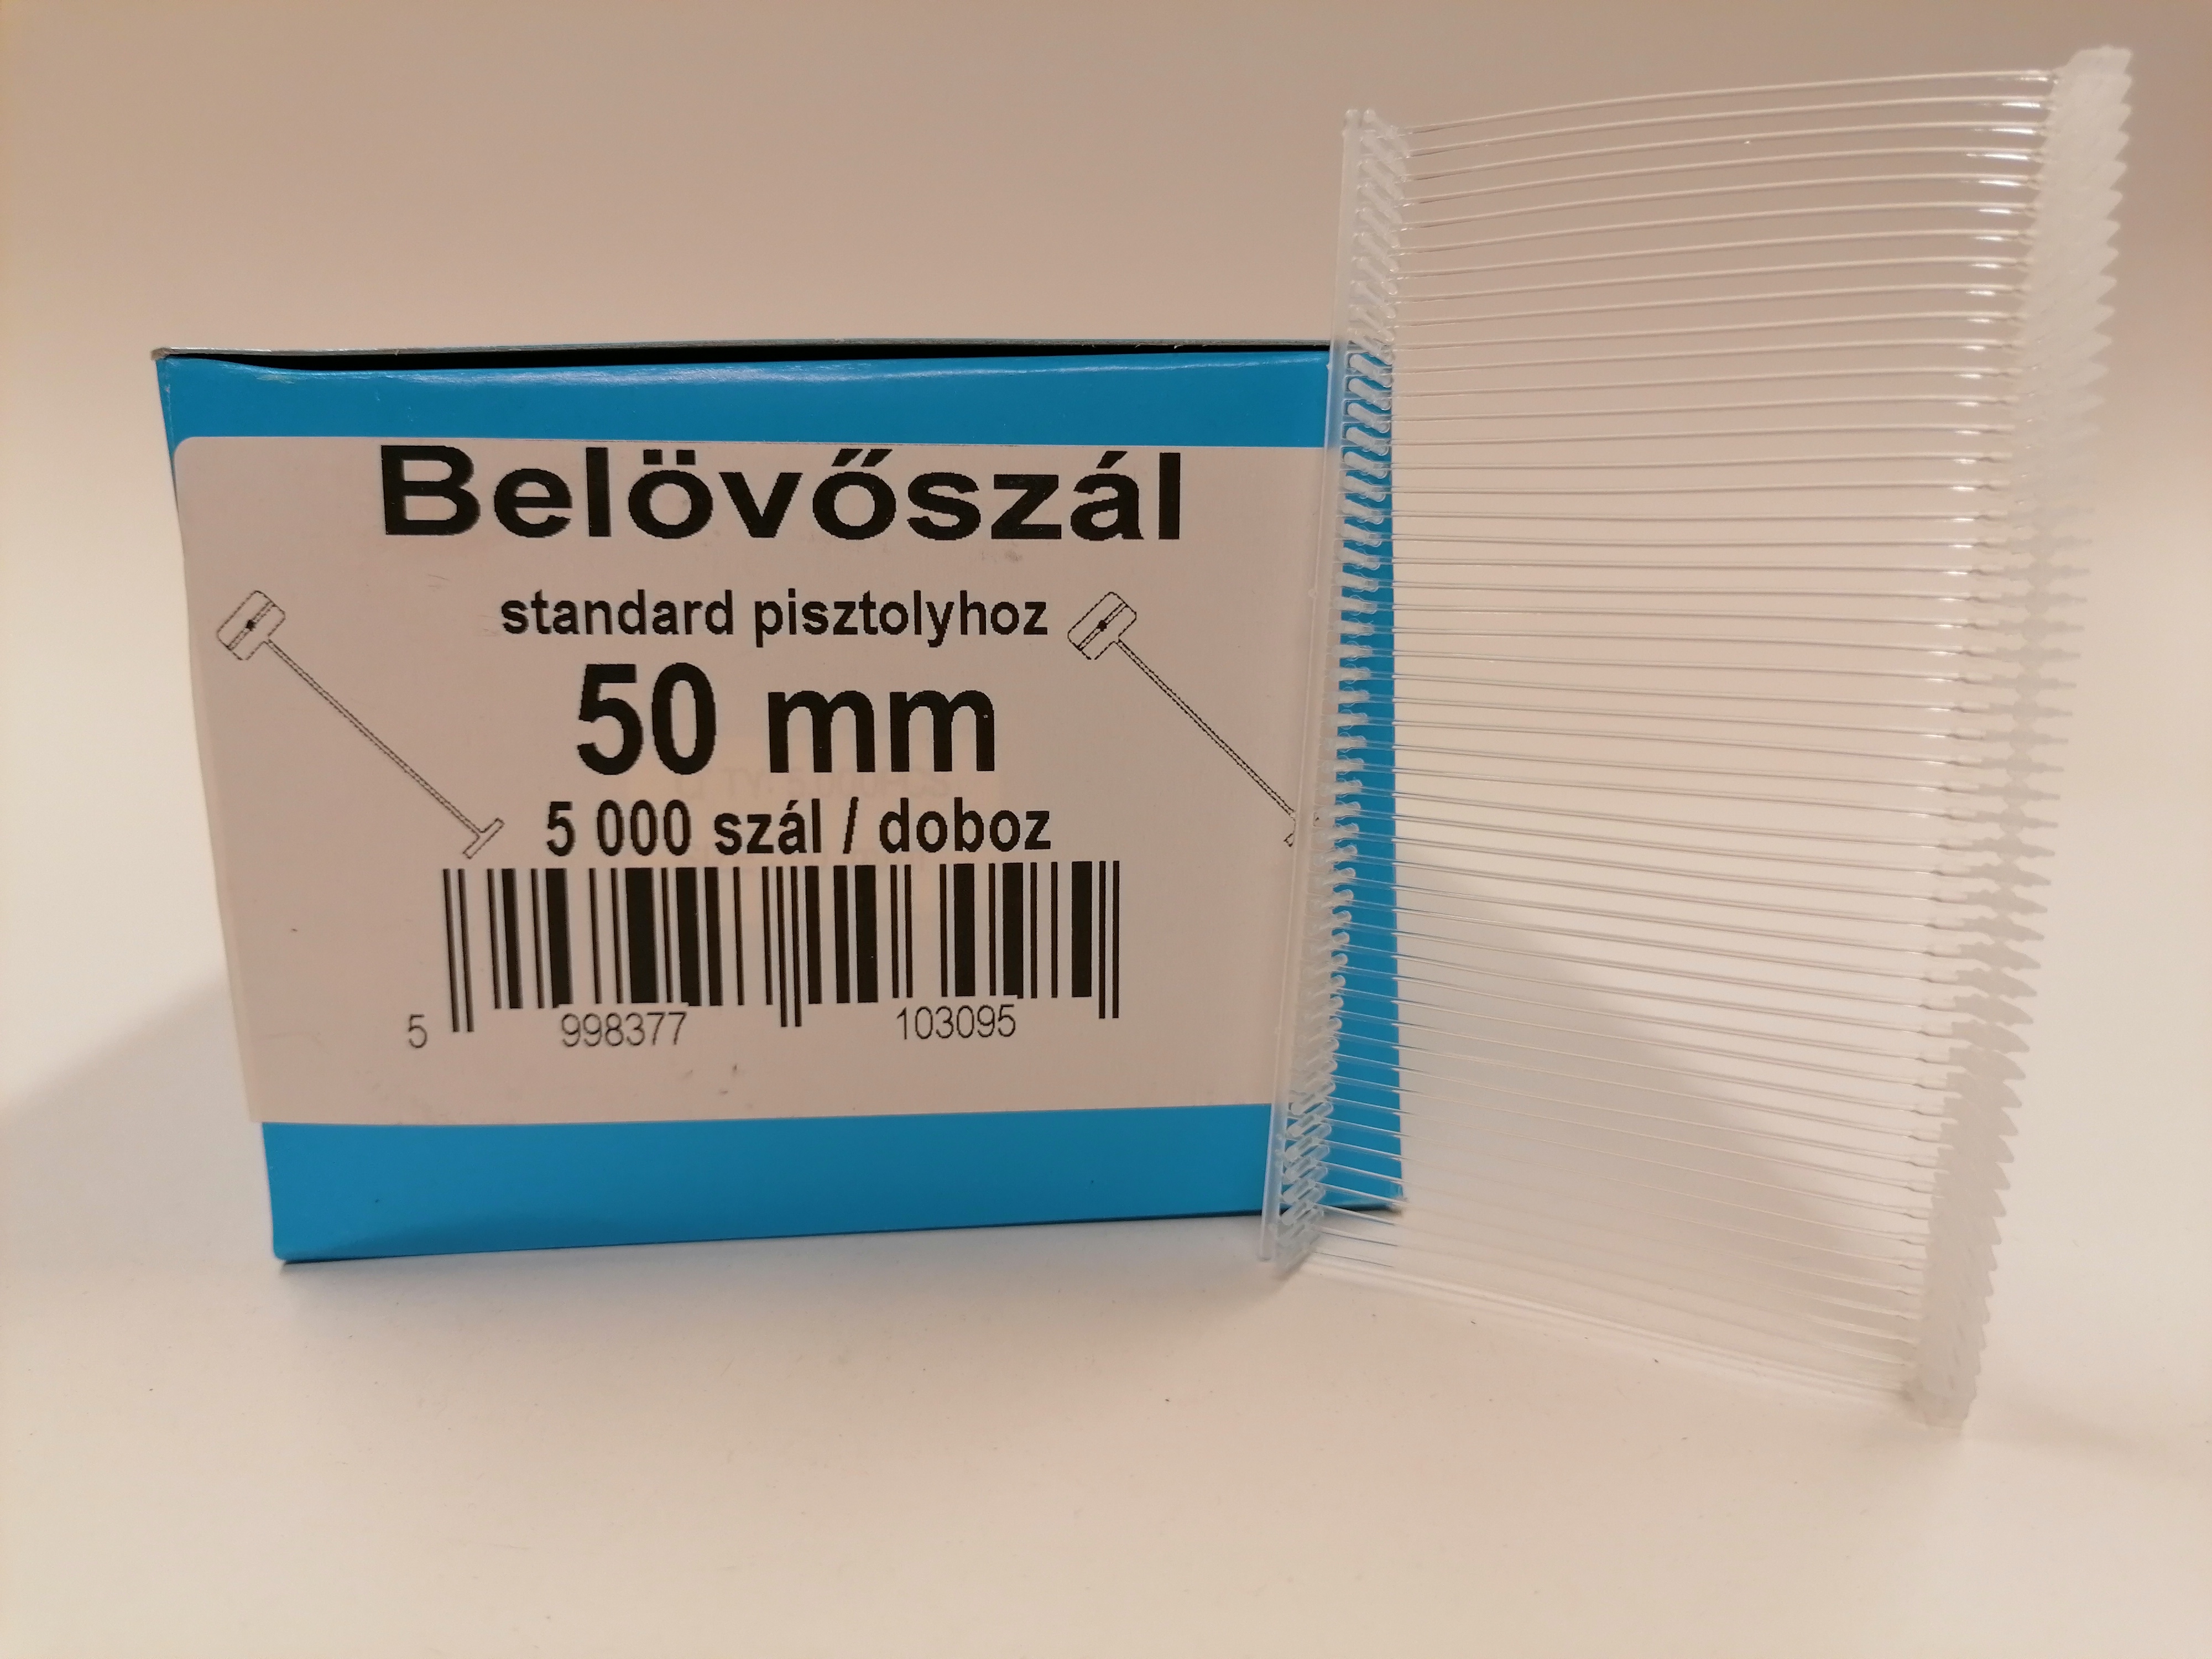 Belövőszál
standard pisztolyhoz
50 mm
5 000 szál / doboz
5 998377 103095